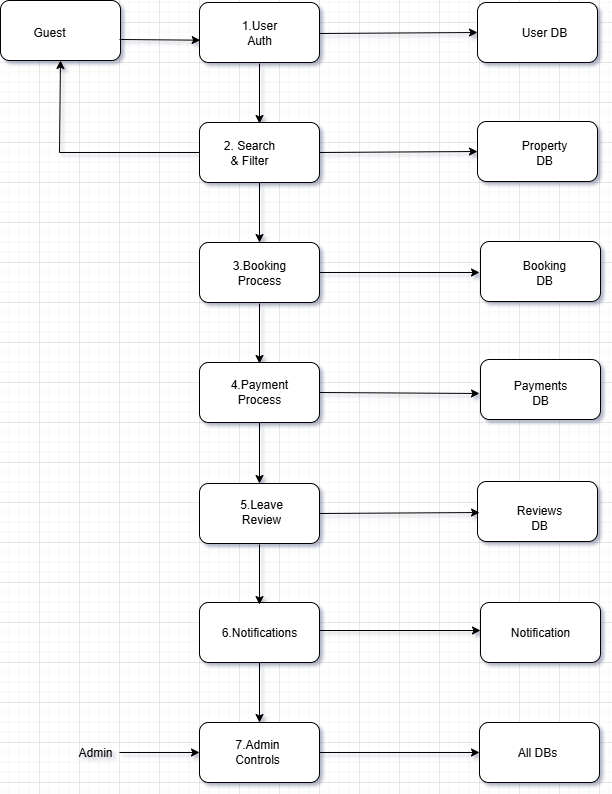 Guest
1.User
Auth
User DB
2. Search
& Filter
Property
DB
3.Booking
Process
Booking
DB
4.Payment
Process
Payments
DB
5.Leave
Review
Reviews
DB
6.Notifications
Notification
Admin
7.Admin
Controls
All DBs